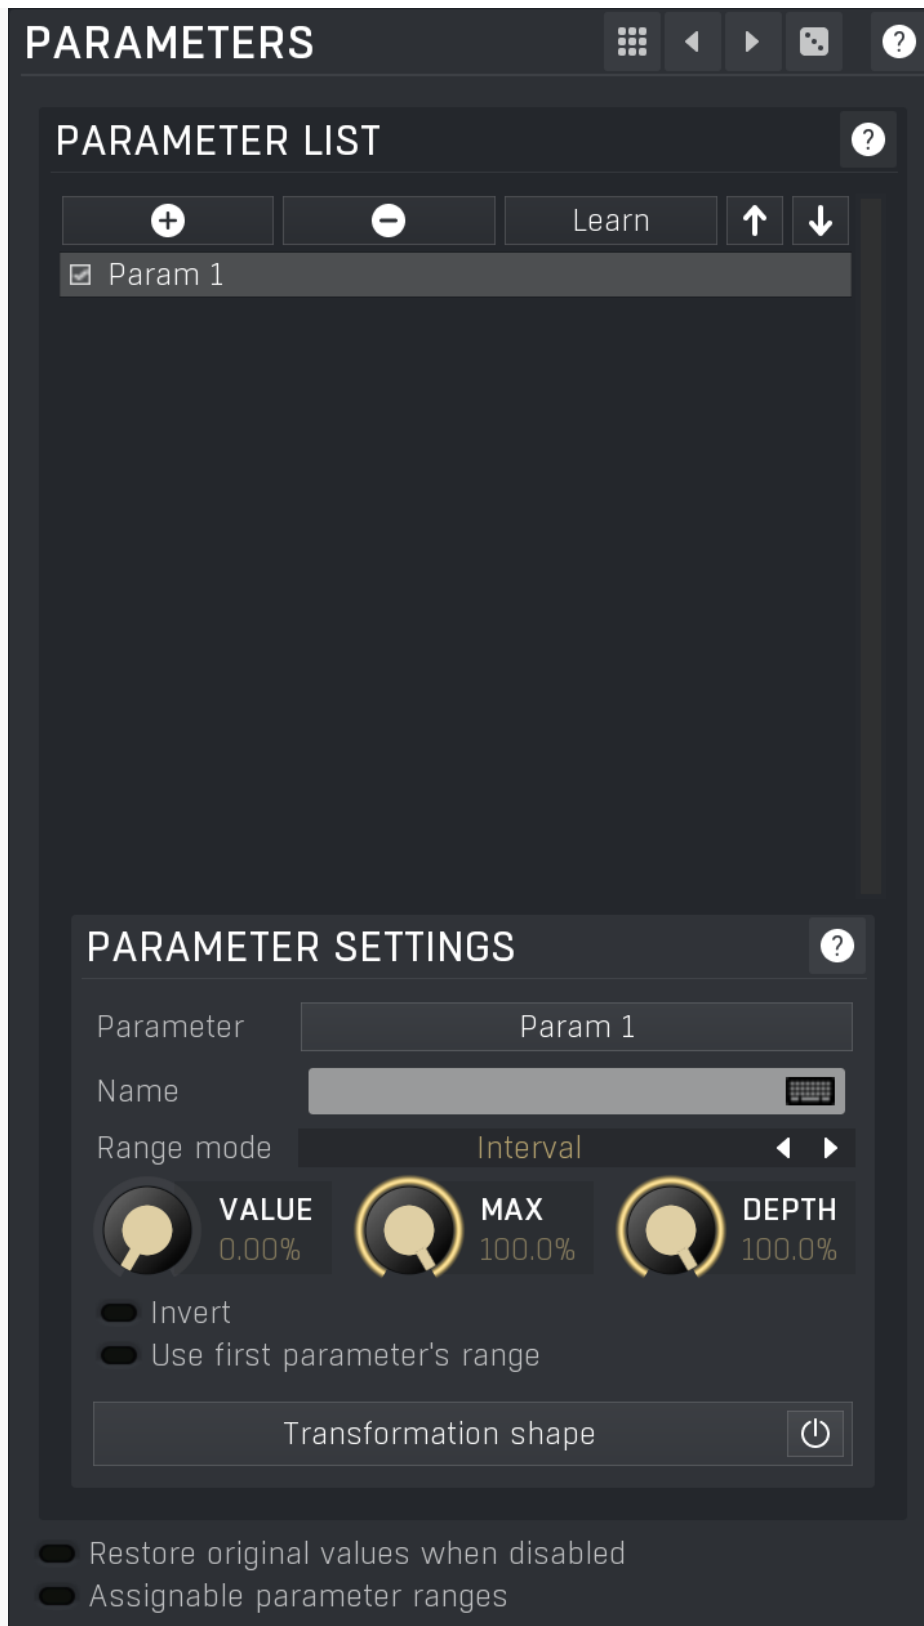 PARAMETERS ?
PARAMETER LIST ?
Learn
Param 1
PARAMETER SETTINGS ?
Parameter Param 1
Name
Range mode Interval
VALUE MAX DEPTH
0.00% 100.0% 100.0%
Invert
Use first parameter's range
Transformation shape
Restore original values when disabled
Assignable parameter ranges